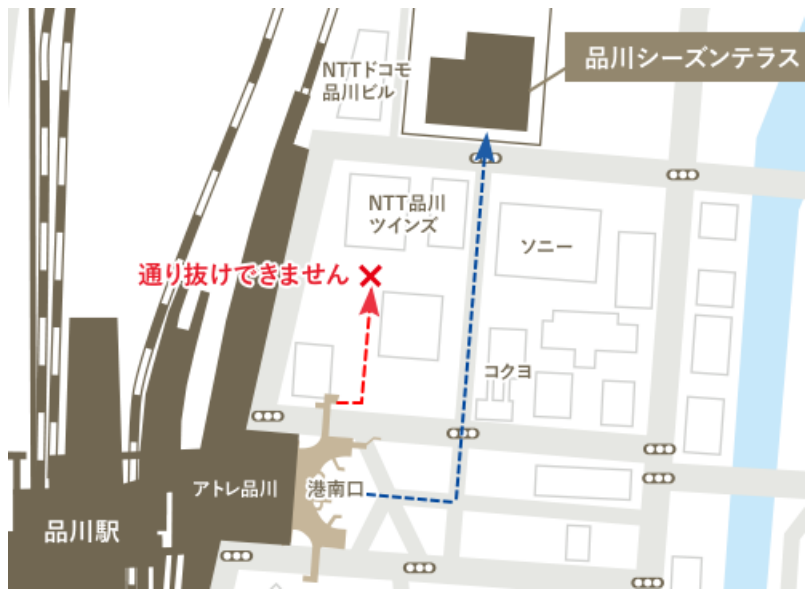 NTTドコモ
品川ビル
品川シーズンテラス
NTT品川
ツインズ
ソニー
通り抜けできません
コクヨ
アトレ品川
港南口
品川駅